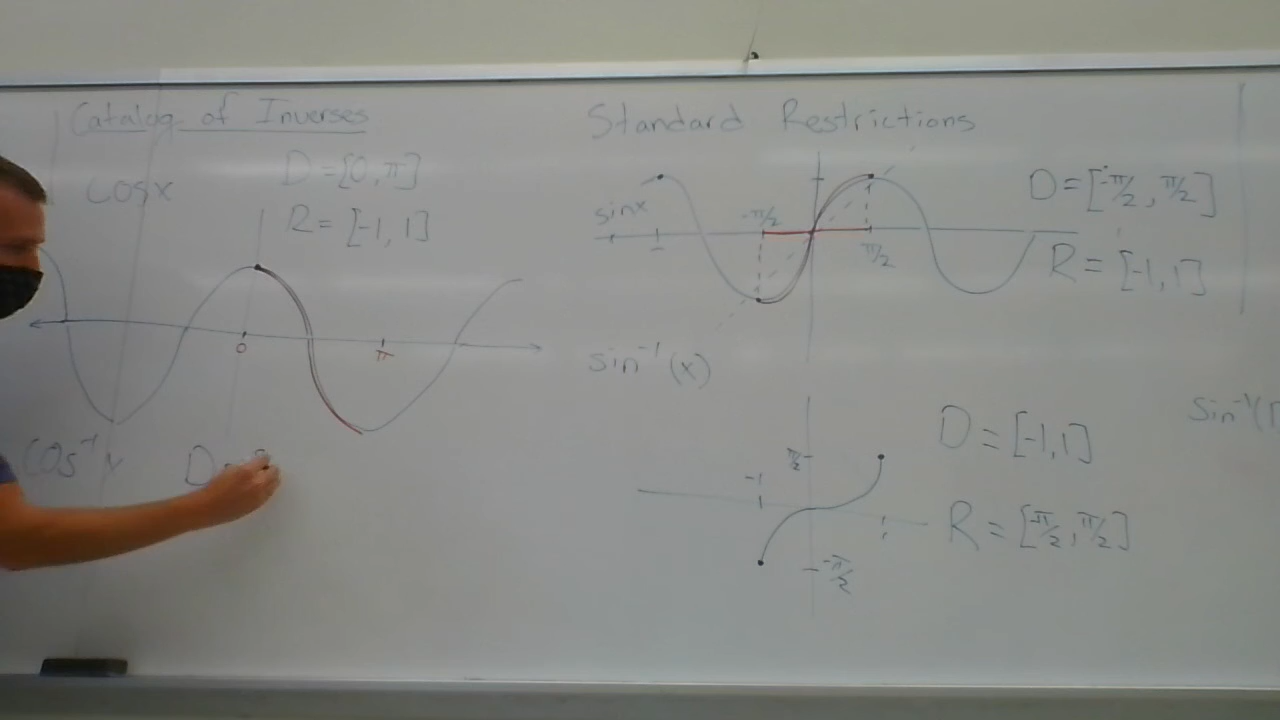 Catalog of Inverses
cos x
D = [0, π]
R = [-1, 1]
0
π
cos⁻¹x
D =
Standard Restrictions
sin x
-π/2
π/2
D = [-π/2, π/2]
R = [-1, 1]
sin⁻¹(x)
π/2
-1
-π/2
D = [-1, 1]
R = [-π/2, π/2]
Sin⁻¹(